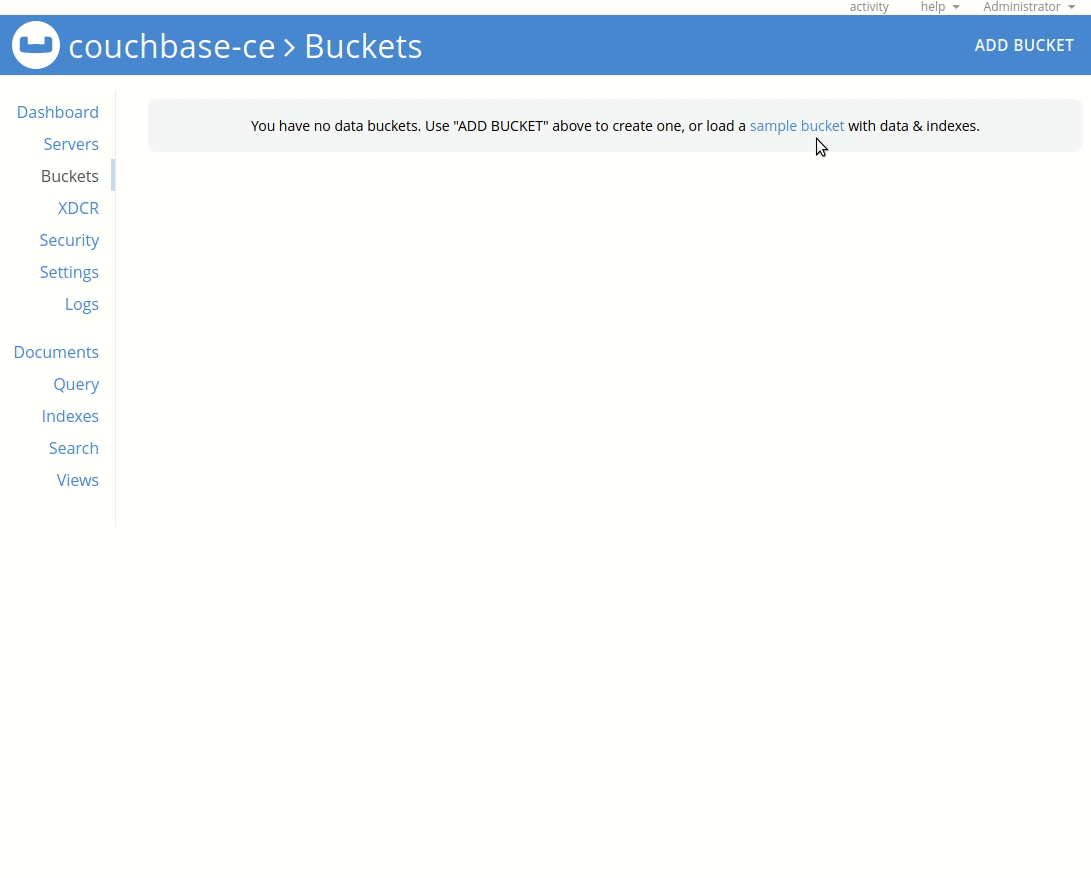 activity help Administrator
couchbase-ce > Buckets
ADD BUCKET
Dashboard
Servers
Buckets
XDCR
Security
Settings
Logs
Documents
Query
Indexes
Search
Views
You have no data buckets. Use "ADD BUCKET" above to create one, or load a sample bucket with data & indexes.